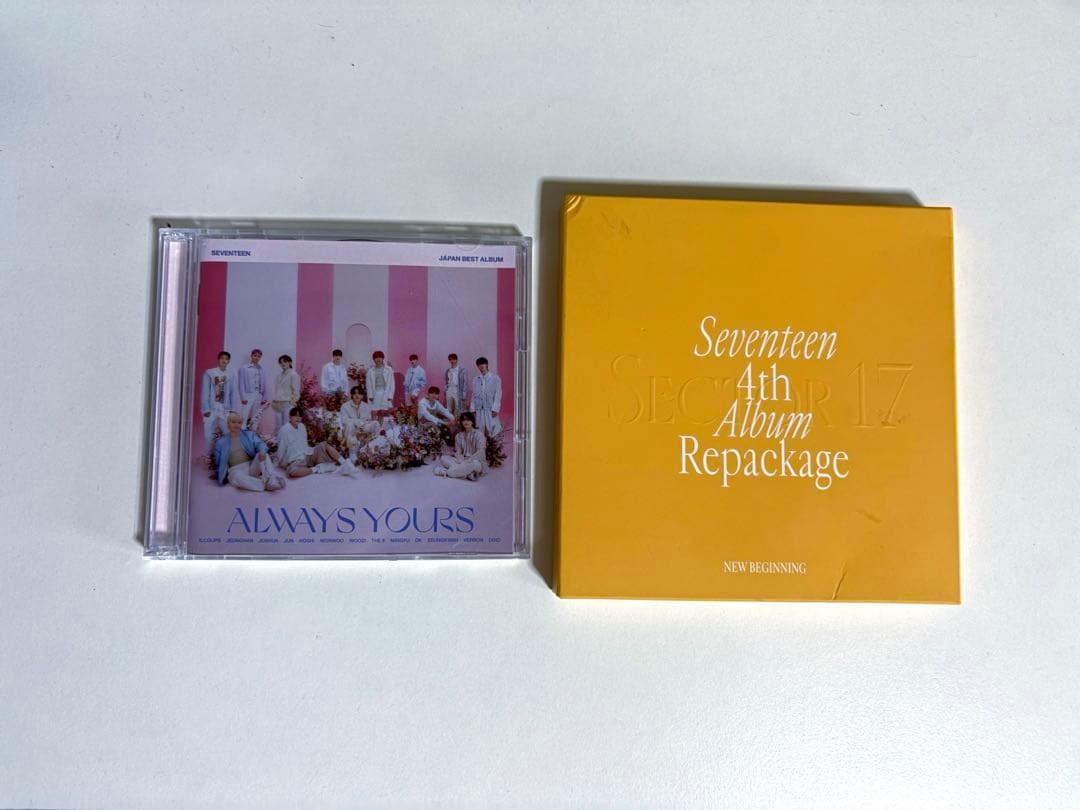 SEVENTEEN
JAPAN BEST ALBUM
ALWAYS YOURS
S.COUPS JEONGHAN JOSHUA JUN HOSHI WONWOO WOOZI THE 8 MINGYU DK SEUNGKWAN VERNON DINO
Seventeen
4th
Album
Repackage
SECTOR 17
NEW BEGINNING